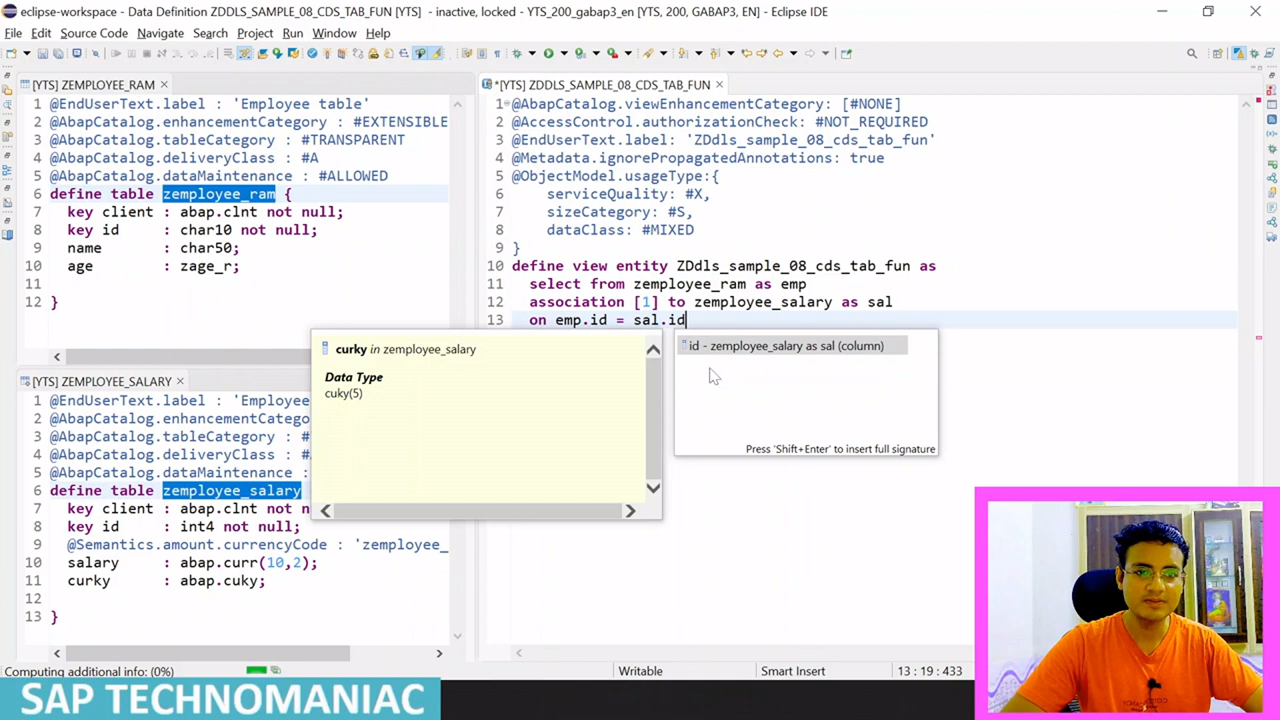 eclipse-workspace - Data Definition ZDDLS_SAMPLE_08_CDS_TAB_FUN [YTS]  - inactive, locked - YTS_200_gabap3_en [YTS, 200, GABAP3, EN] - Eclipse IDE
File Edit Source Code Navigate Search Project Run Window Help
[YTS] ZEMPLOYEE_RAM
1 @EndUserText.label : 'Employee table'
2 @AbapCatalog.enhancementCategory : #EXTENSIBLE
3 @AbapCatalog.tableCategory : #TRANSPARENT
4 @AbapCatalog.deliveryClass : #A
5 @AbapCatalog.dataMaintenance : #ALLOWED
6 define table zemployee_ram {
7 key client : abap.clnt not null;
8 key id : char10 not null;
9 name : char50;
10 age : zage_r;
11
12 }
[YTS] ZEMPLOYEE_SALARY
1 @EndUserText.label : 'Employee
2 @AbapCatalog.enhancementCatego
3 @AbapCatalog.tableCategory : #
4 @AbapCatalog.deliveryClass : #
5 @AbapCatalog.dataMaintenance :
6 define table zemployee_salary
7 key client : abap.clnt not null;
8 key id : int4 not null;
9 @Semantics.amount.currencyCode : 'zemployee_
10 salary : abap.curr(10,2);
11 curky : abap.cuky;
12
13 }
*[YTS] ZDDLS_SAMPLE_08_CDS_TAB_FUN
1 @AbapCatalog.viewEnhancementCategory: [#NONE]
2 @AccessControl.authorizationCheck: #NOT_REQUIRED
3 @EndUserText.label: 'ZDdls_sample_08_cds_tab_fun'
4 @Metadata.ignorePropagatedAnnotations: true
5 @ObjectModel.usageType:{
6 serviceQuality: #X,
7 sizeCategory: #S,
8 dataClass: #MIXED
9 }
10 define view entity ZDdls_sample_08_cds_tab_fun as
11 select from zemployee_ram as emp
12 association [1] to zemployee_salary as sal
13 on emp.id = sal.id
curky in zemployee_salary
Data Type
cuky(5)
id - zemployee_salary as sal (column)
Press 'Shift+Enter' to insert full signature
Computing additional info: (0%)
Writable
Smart Insert
13 : 19 : 433
SAP TECHNOMANIAC